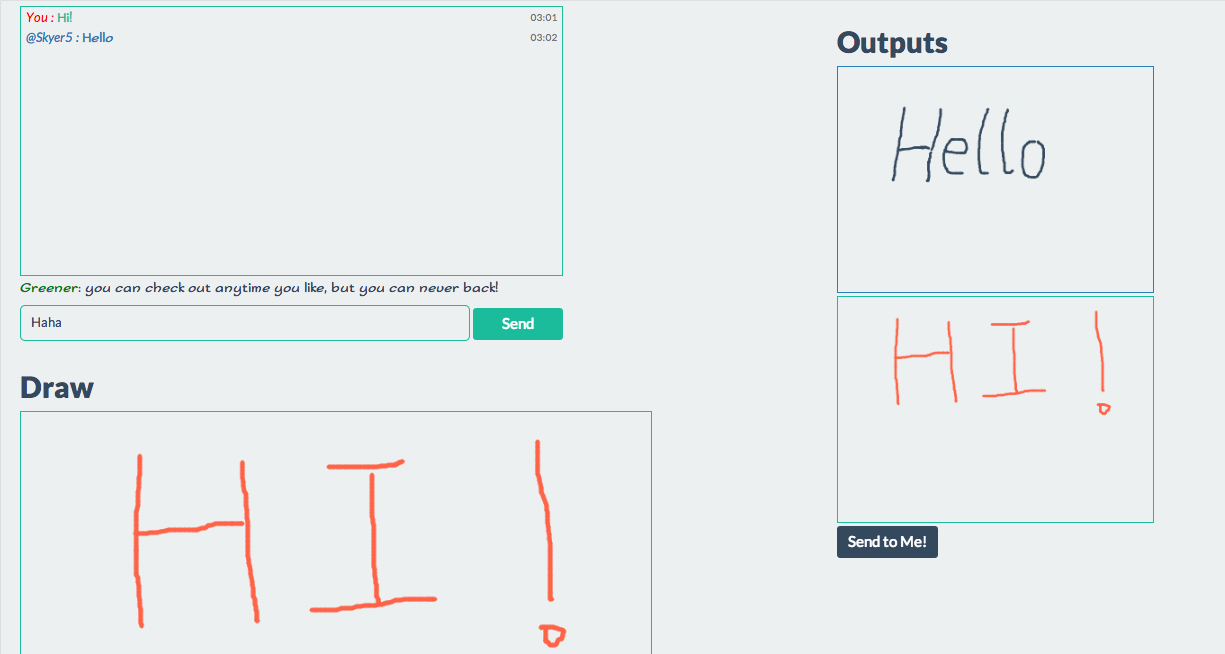 You : Hi! 03:01
@Skyer5 : Hello 03:02
Greener: you can check out anytime you like, but you can never back!
Haha
Send
Draw
HI!
Outputs
Hello
HI!
Send to Me!